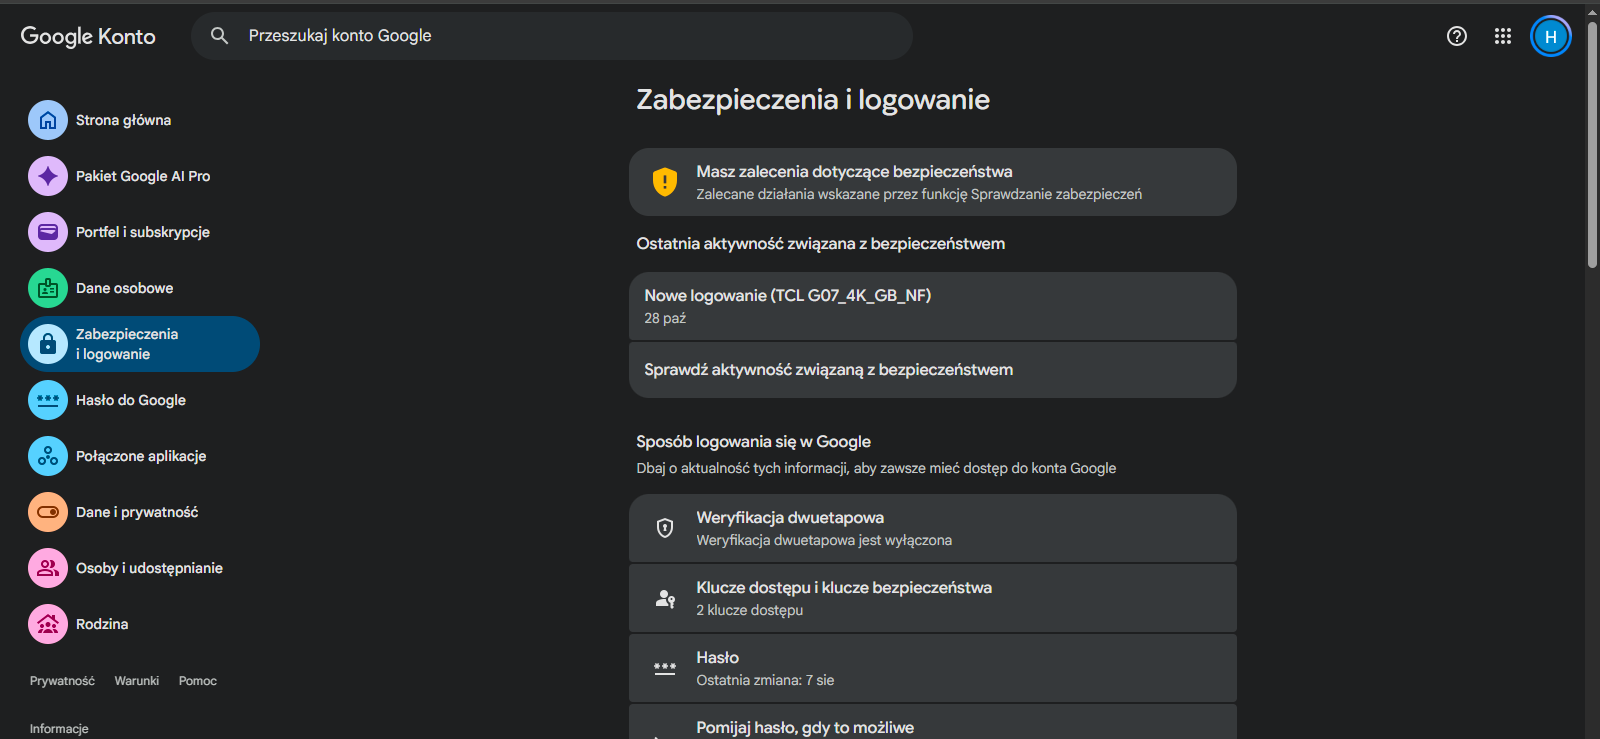 Google Konto
Przeszukaj konto Google
H
Strona główna
Pakiet Google AI Pro
Portfel i subskrypcje
Dane osobowe
Zabezpieczenia
i logowanie
Hasło do Google
Połączone aplikacje
Dane i prywatność
Osoby i udostępnianie
Rodzina
Prywatność Warunki Pomoc
Informacje
Zabezpieczenia i logowanie
Masz zalecenia dotyczące bezpieczeństwa
Zalecane działania wskazane przez funkcję Sprawdzanie zabezpieczeń
Ostatnia aktywność związana z bezpieczeństwem
Nowe logowanie (TCL G07_4K_GB_NF)
28 paź
Sprawdź aktywność związaną z bezpieczeństwem
Sposób logowania się w Google
Dbaj o aktualność tych informacji, aby zawsze mieć dostęp do konta Google
Weryfikacja dwuetapowa
Weryfikacja dwuetapowa jest wyłączona
Klucze dostępu i klucze bezpieczeństwa
2 klucze dostępu
Hasło
Ostatnia zmiana: 7 sie
Pomijaj hasło, gdy to możliwe